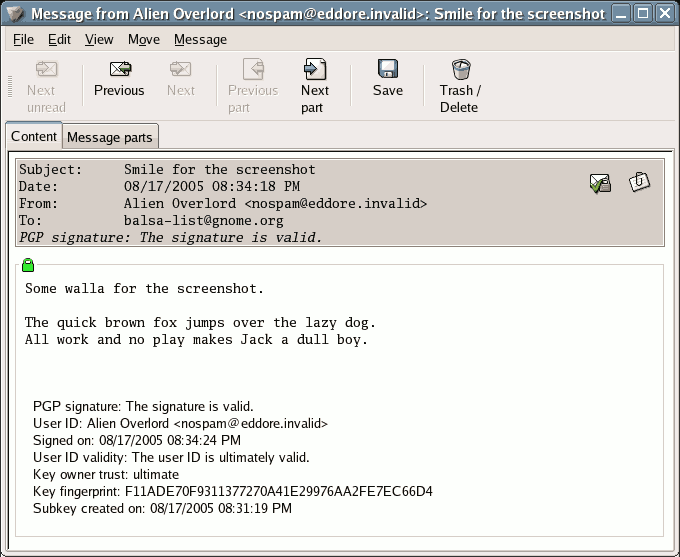 Message from Alien Overlord <nospam@eddore.invalid>: Smile for the screenshot
File Edit View Move Message
Next unread
Previous
Next
Previous part
Next part
Save
Trash / Delete
Content
Message parts
Subject: Smile for the screenshot
Date: 08/17/2005 08:34:18 PM
From: Alien Overlord <nospam@eddore.invalid>
To: balsa-list@gnome.org
PGP signature: The signature is valid.
Some walla for the screenshot.
The quick brown fox jumps over the lazy dog.
All work and no play makes Jack a dull boy.
PGP signature: The signature is valid.
User ID: Alien Overlord <nospam@eddore.invalid>
Signed on: 08/17/2005 08:34:24 PM
User ID validity: The user ID is ultimately valid.
Key owner trust: ultimate
Key fingerprint: F11ADE70F9311377270A41E29976AA2FE7EC66D4
Subkey created on: 08/17/2005 08:31:19 PM